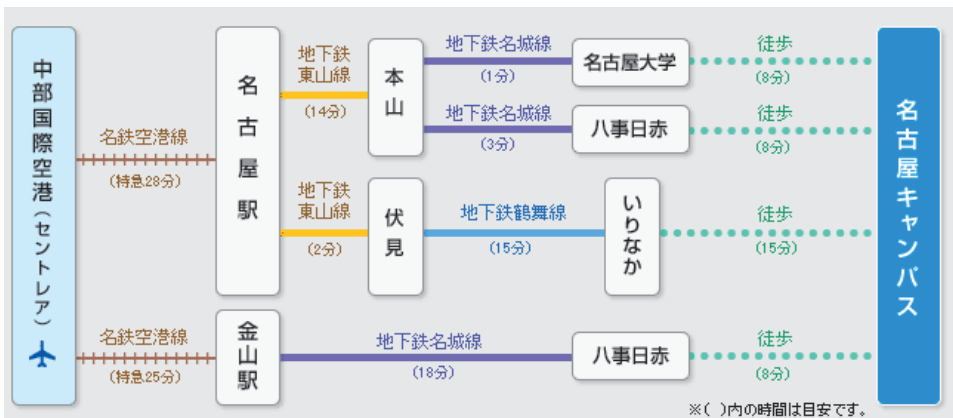 中部国際空港(セントレア)
名鉄空港線
(特急28分)
名古屋駅
地下鉄
東山線
(14分)
本山
地下鉄名城線
(1分)
名古屋大学
徒歩
(8分)
地下鉄名城線
(3分)
八事日赤
徒歩
(8分)
地下鉄
東山線
(2分)
伏見
地下鉄鶴舞線
(15分)
いりなか
徒歩
(15分)
名鉄空港線
(特急25分)
金山駅
地下鉄名城線
(18分)
八事日赤
徒歩
(8分)
名古屋キャンパス
※( )内の時間は目安です。